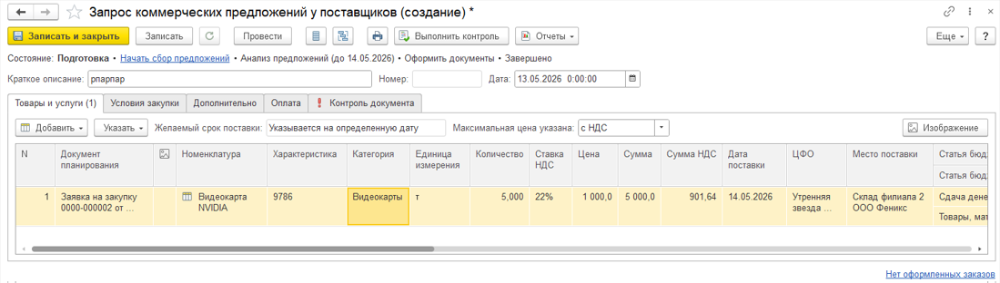 Запрос коммерческих предложений у поставщиков (создание) *
Записать и закрыть Записать Провести Выполнить контроль Отчеты Еще ?
Состояние: Подготовка • Начать сбор предложений • Анализ предложений (до 14.05.2026) • Оформить документы • Завершено
Краткое описание: рпарпар Номер: Дата: 13.05.2026 0:00:00
Товары и услуги (1) Условия закупки Дополнительно Оплата Контроль документа
Добавить Указать Желаемый срок поставки: Указывается на определенную дату Максимальная цена указана: с НДС Изображение
N Документ планирования Номенклатура Характеристика Категория Единица измерения Количество Ставка НДС Цена Сумма Сумма НДС Дата поставки ЦФО Место поставки Статья бюд
Статья бюд
1 Заявка на закупку 0000-000002 от ... Видеокарта NVIDIA 9786 Видеокарты т 5,000 22% 1 000,0 5 000,0 901,64 14.05.2026 Утренняя звезда ... Склад филиала 2 ООО Феникс Сдача дене
Товары, мат
Нет оформленных заказов